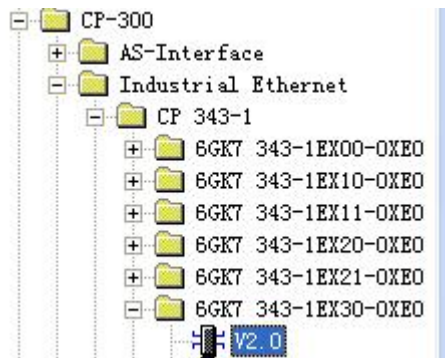 CP-300
AS-Interface
Industrial Ethernet
CP 343-1
6GK7 343-1EX00-0XE0
6GK7 343-1EX10-0XE0
6GK7 343-1EX11-0XE0
6GK7 343-1EX20-0XE0
6GK7 343-1EX21-0XE0
6GK7 343-1EX30-0XE0
V2.0